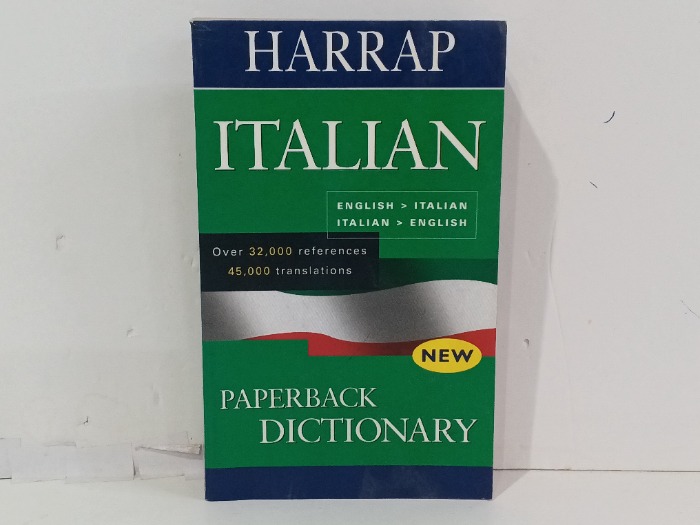 HARRAP
ITALIAN
ENGLISH > ITALIAN
ITALIAN > ENGLISH
Over 32,000 references
45,000 translations
NEW
PAPERBACK
DICTIONARY